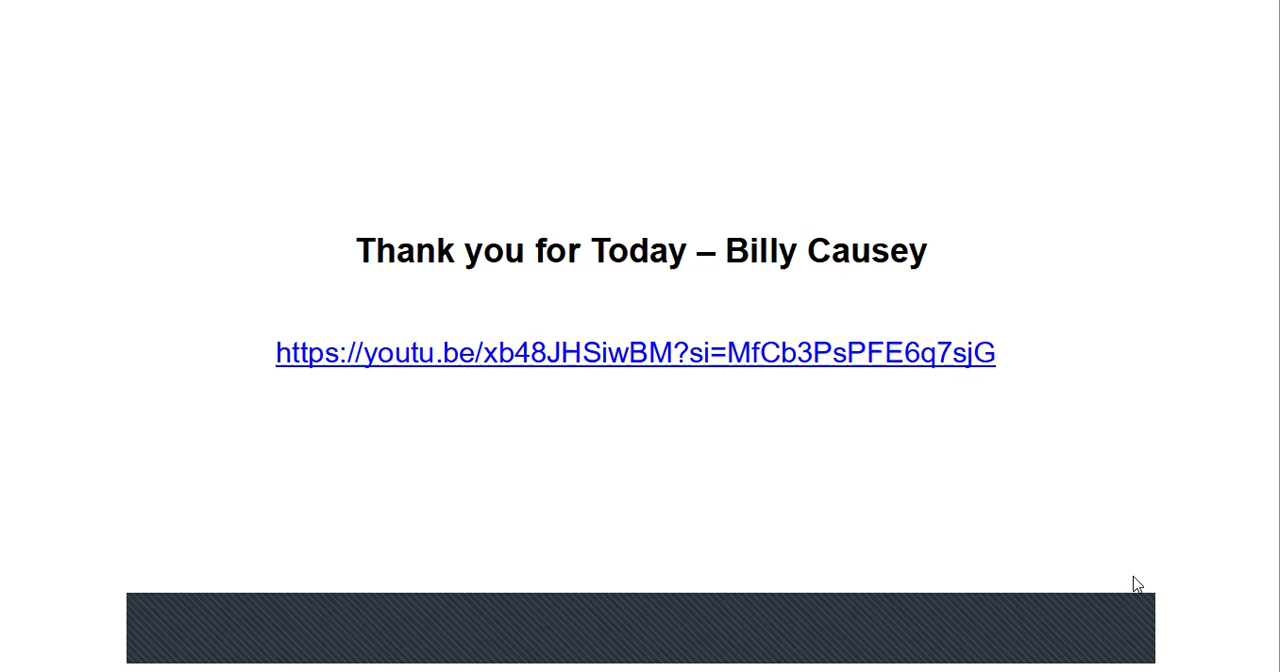 Thank you for Today – Billy Causey
https://youtu.be/xb48JHSiwBM?si=MfCb3PsPFE6q7sjG